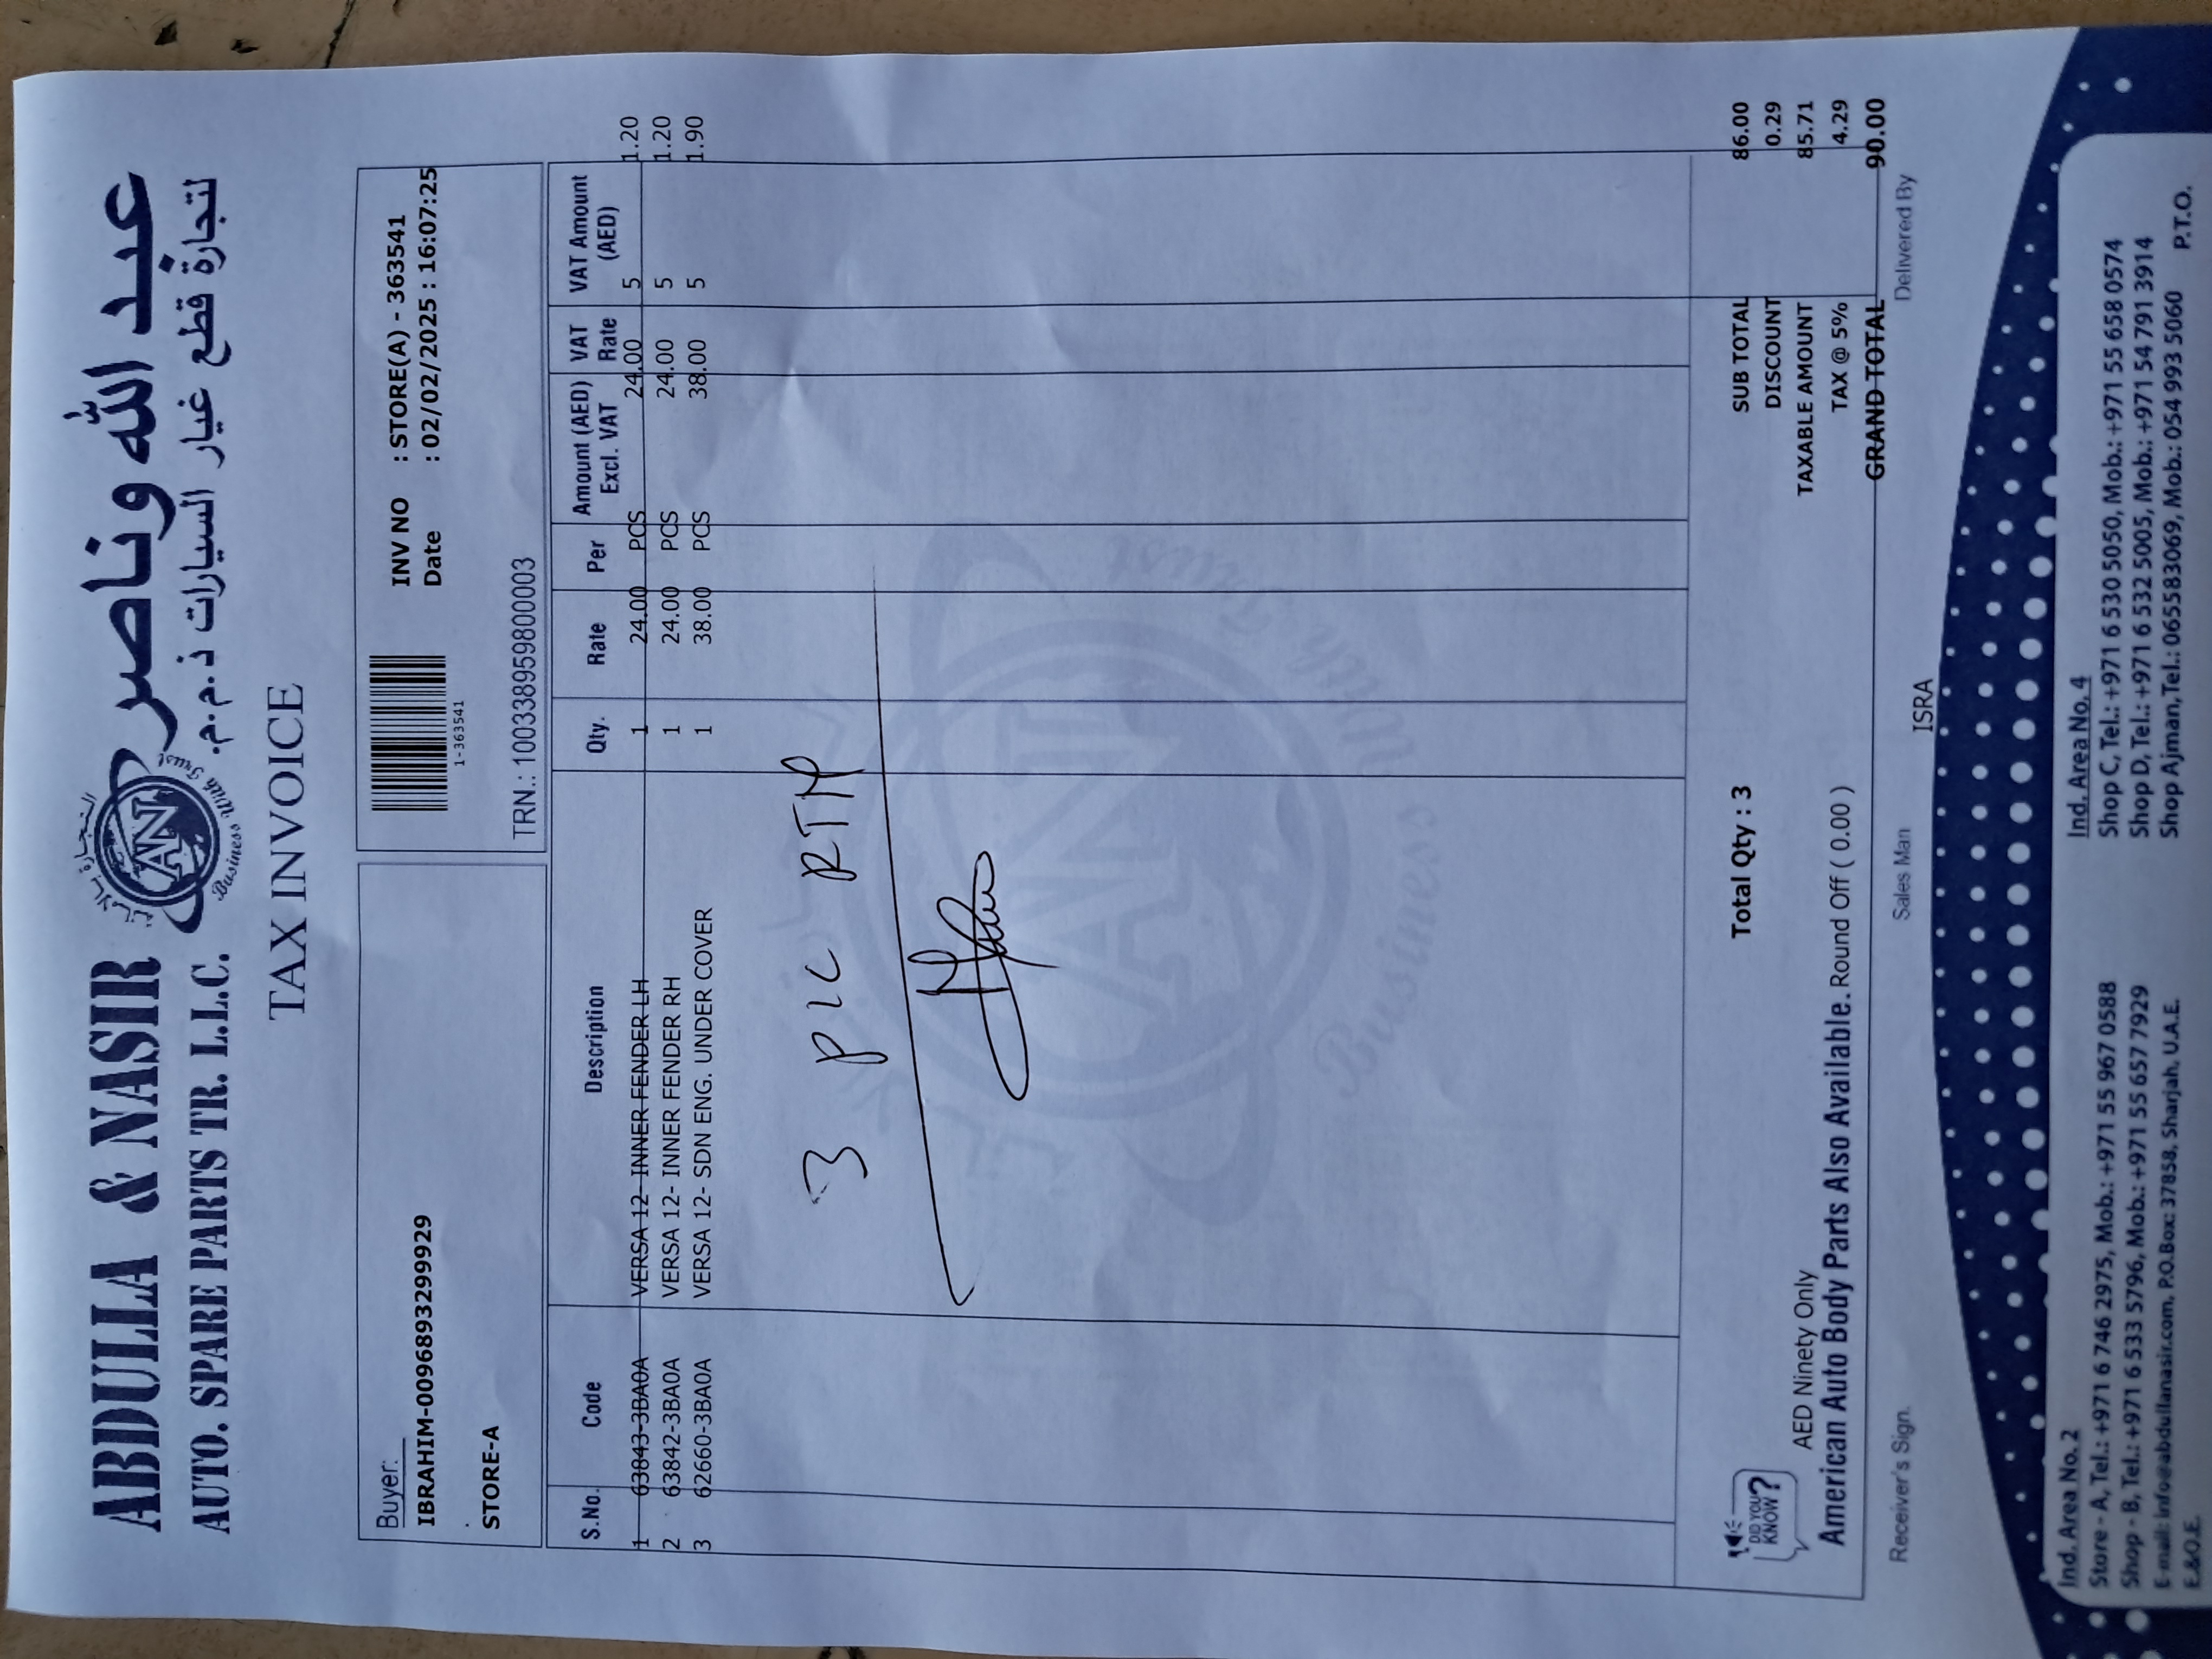 ABDULLA & NASIR عبد الله وناصر
AUTO. SPARE PARTS TR. L.L.C. لتجارة قطع غيار السيارات ذ.م.م.
AN
Business With Trust
TAX INVOICE
Buyer:
IBRAHIM-0096893299929
STORE-A
1-363541
INV NO : STORE(A) - 363541
Date : 02/02/2025 : 16:07:25
TRN.: 100338959800003
S.No. Code Description Qty. Rate Per Amount (AED) Excl. VAT VAT Rate VAT Amount (AED)
1 63843-3BA0A VERSA 12- INNER FENDER LH 1 24.00 PCS 24.00 5 1.20
2 63842-3BA0A VERSA 12- INNER FENDER RH 1 24.00 PCS 24.00 5 1.20
3 62660-3BA0A VERSA 12- SDN ENG. UNDER COVER 1 38.00 PCS 38.00 5 1.90
3 PIC RTM
AN
Business With Trust
Total Qty : 3 SUB TOTAL 86.00
DISCOUNT 0.29
DID YOU KNOW?
AED Ninety Only TAXABLE AMOUNT 85.71
American Auto Body Parts Also Available. Round Off ( 0.00 ) TAX @ 5% 4.29
GRAND TOTAL 90.00
Receiver's Sign. Sales Man Delivered By
ISRA
Ind. Area No. 2
Store - A, Tel.: +971 6 746 2975, Mob.: +971 55 967 0588
Shop - B, Tel.: +971 6 533 5796, Mob.: +971 55 657 7929
E-mail: info@abdullanasir.com, P.O.Box: 37858, Sharjah, U.A.E.
E.&O.E.
Ind. Area No. 4
Shop C, Tel.: +971 6 530 5050, Mob.: +971 55 658 0574
Shop D, Tel.: +971 6 532 5005, Mob.: +971 54 791 3914
Shop Ajman, Tel.: 065583069, Mob.: 054 993 5060
P.T.O.